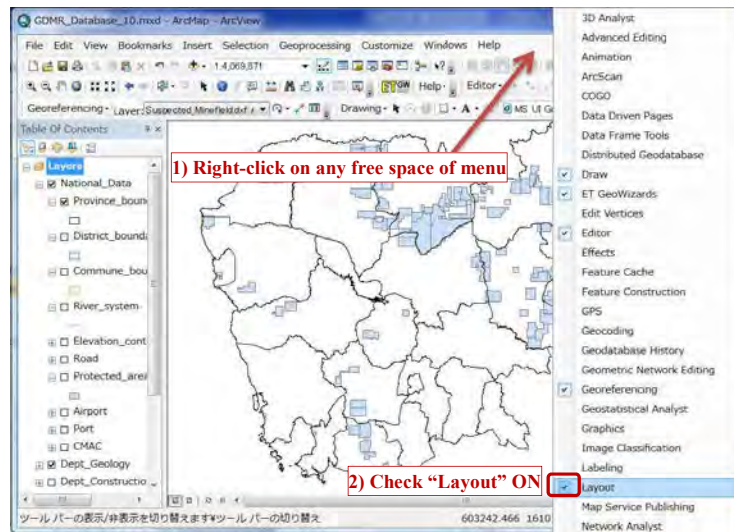 GDMR_Database_10.mxd - ArcMap - ArcView
File Edit View Bookmarks Insert Selection Geoprocessing Customize Windows Help
1:4,069,871
Help▾ Editor▾
Georeferencing▾ Layer: Suspected_Minefield.dxf
Drawing▾
A
MS UI
Table Of Contents
Layers
National_Data
Province_boun
District_bounda
Commune_bou
River_system
Elevation_cont
Road
Protected_area
Airport
Port
CMAC
Dept_Geology
Dept_Constructio
1) Right-click on any free space of menu
2) Check “Layout” ON
3D Analyst
Advanced Editing
Animation
ArcScan
COGO
Data Driven Pages
Data Frame Tools
Distributed Geodatabase
Draw
ET GeoWizards
Edit Vertices
Editor
Effects
Feature Cache
Feature Construction
GPS
Geocoding
Geodatabase History
Geometric Network Editing
Georeferencing
Geostatistical Analyst
Graphics
Image Classification
Labeling
Layout
Map Service Publishing
Network Analyst
ツール バーの表示/非表示を切り替えます¥ツール バーの切り替え
603242.466 1610